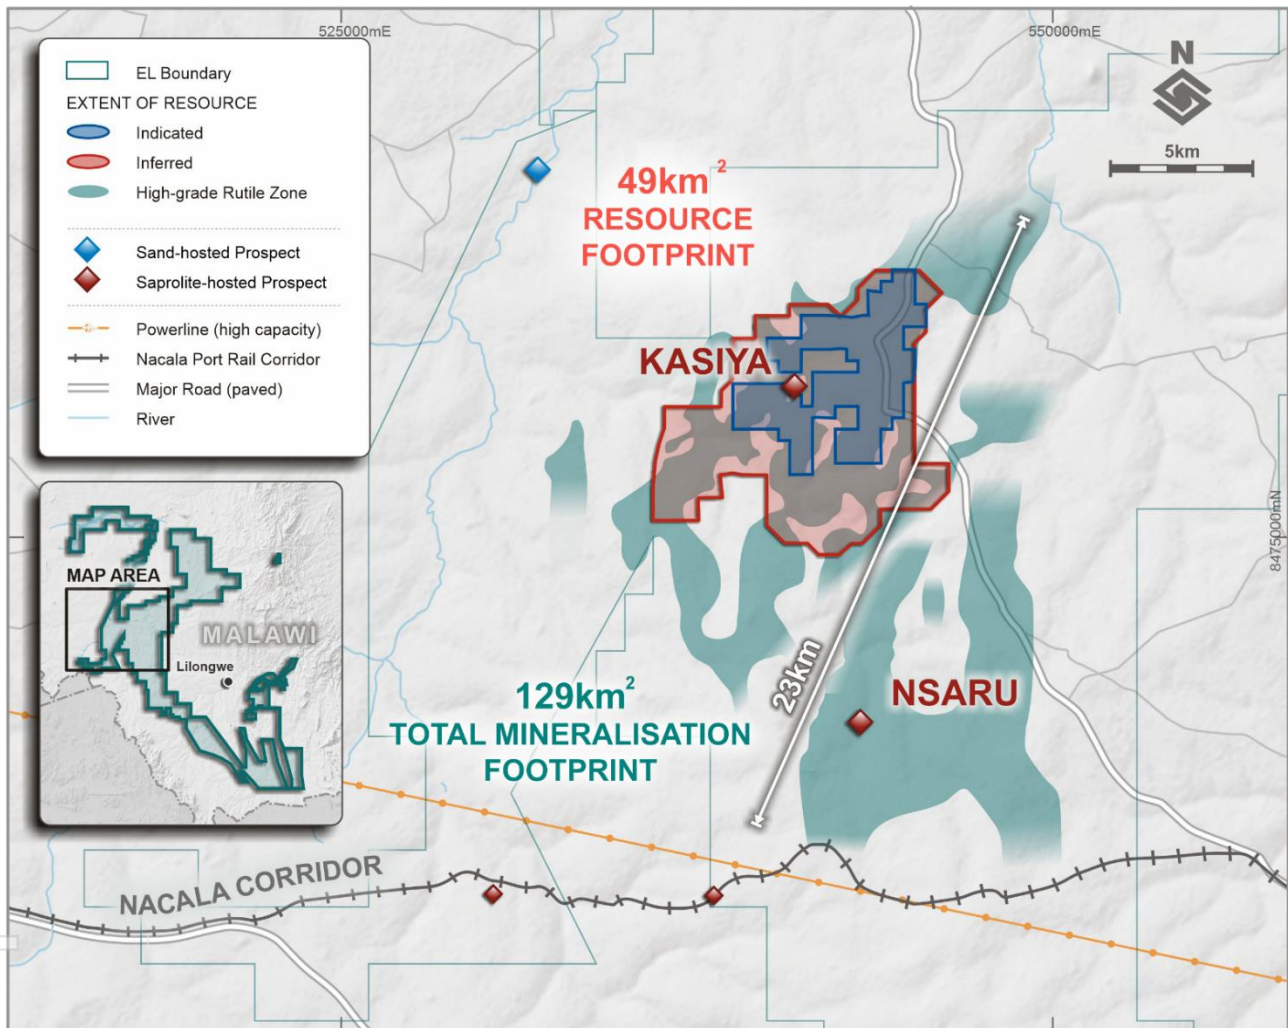 525000mE
550000mE
EL Boundary
EXTENT OF RESOURCE
Indicated
Inferred
High-grade Rutile Zone
Sand-hosted Prospect
Saprolite-hosted Prospect
Powerline (high capacity)
Nacala Port Rail Corridor
Major Road (paved)
River
N
5km
49km²
RESOURCE
FOOTPRINT
KASIYA
8475000mN
MAP AREA
MALAWI
Lilongwe
23km
NSARU
129km²
TOTAL MINERALISATION
FOOTPRINT
NACALA CORRIDOR